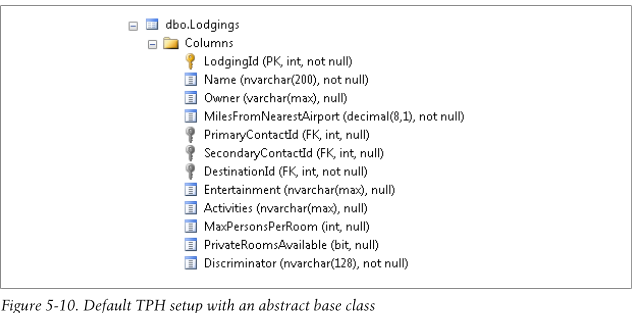 dbo.Lodgings
Columns
LodgingId (PK, int, not null)
Name (nvarchar(200), not null)
Owner (varchar(max), null)
MilesFromNearestAirport (decimal(8,1), not null)
PrimaryContactId (FK, int, null)
SecondaryContactId (FK, int, null)
DestinationId (FK, int, not null)
Entertainment (nvarchar(max), null)
Activities (nvarchar(max), null)
MaxPersonsPerRoom (int, null)
PrivateRoomsAvailable (bit, null)
Discriminator (nvarchar(128), not null)
Figure 5-10. Default TPH setup with an abstract base class